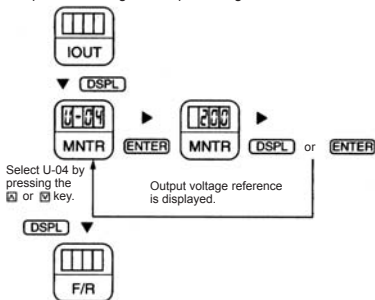 IOUT
▼ DSPL
U-04 ▶ 200 ▶
MNTR ENTER MNTR DSPL or ENTER
Select U-04 by
pressing the
∧ or ∨ key.
Output voltage reference
is displayed.
DSPL ▼
F/R